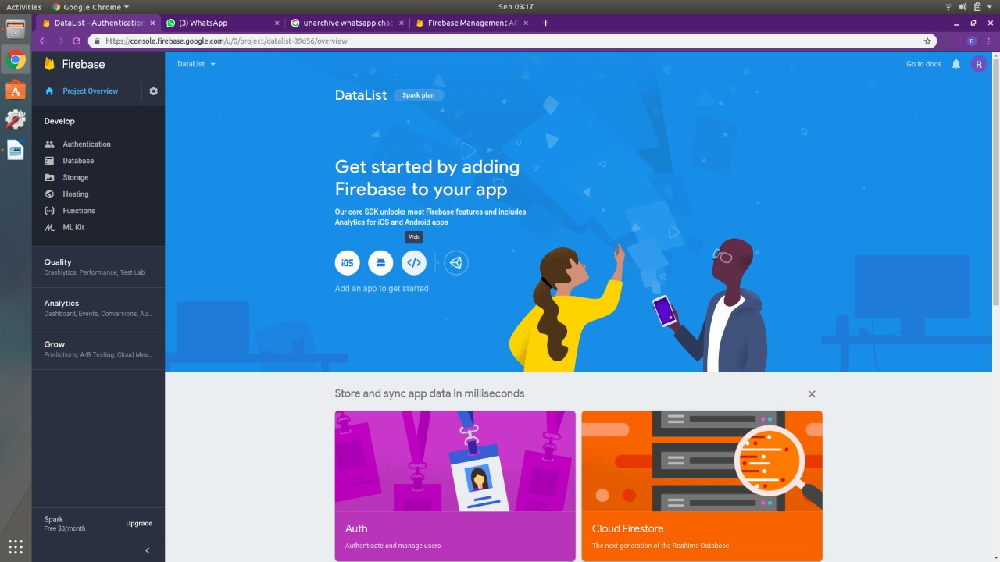 Activities
Google Chrome
Sen 09:17
DataList – Authentication
(3) WhatsApp
unarchive whatsapp chat
Firebase Management AP
https://console.firebase.google.com/u/0/project/datalist-89d56/overview
R
Firebase
DataList
Go to docs
R
Project Overview
DataList
Spark plan
Develop
Authentication
Database
Storage
Hosting
Functions
ML Kit
Get started by adding
Firebase to your app
Our core SDK unlocks most Firebase features and includes
Analytics for iOS and Android apps
Web
iOS
Add an app to get started
Quality
Crashlytics, Performance, Test Lab
Analytics
Dashboard, Events, Conversions, Au...
Grow
Predictions, A/B Testing, Cloud Mes...
Store and sync app data in milliseconds
Auth
Authenticate and manage users
Cloud Firestore
The next generation of the Realtime Database
Spark
Free $0/month
Upgrade